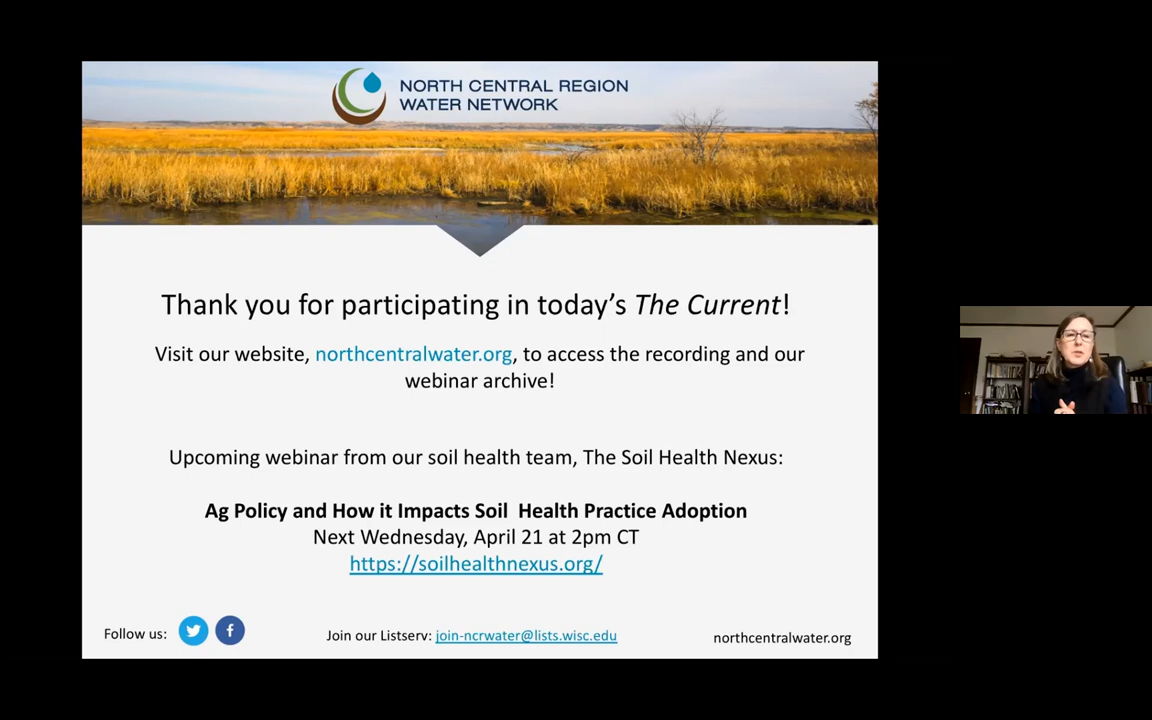 NORTH CENTRAL REGION
WATER NETWORK
Thank you for participating in today's The Current!
Visit our website, northcentralwater.org, to access the recording and our
webinar archive!
Upcoming webinar from our soil health team, The Soil Health Nexus:
Ag Policy and How it Impacts Soil  Health Practice Adoption
Next Wednesday, April 21 at 2pm CT
https://soilhealthnexus.org/
Follow us:
Join our Listserv: join-ncrwater@lists.wisc.edu
northcentralwater.org